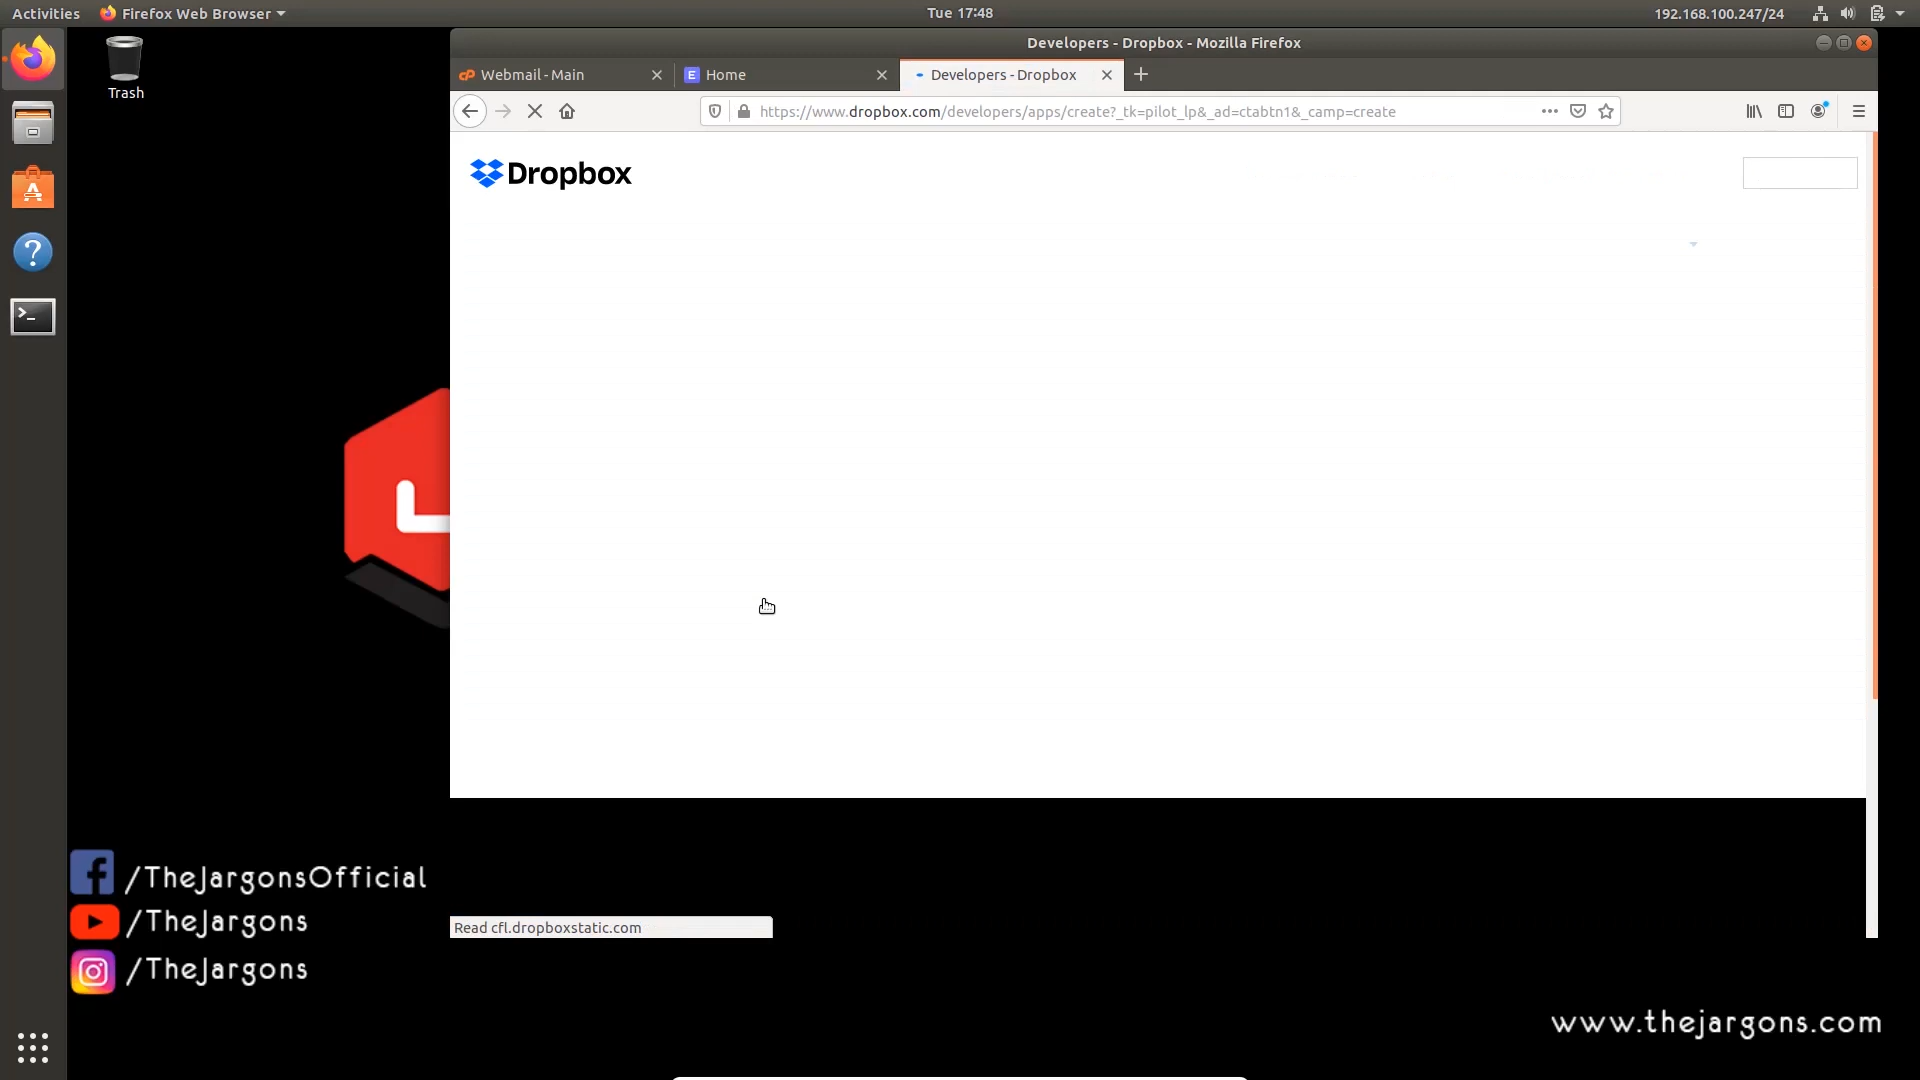 Activities
Firefox Web Browser
Tue 17:48
192.168.100.247/24
Trash
Developers - Dropbox - Mozilla Firefox
Webmail - Main
Home
Developers - Dropbox
https://www.dropbox.com/developers/apps/create?_tk=pilot_lp&_ad=ctabtn1&_camp=create
Dropbox
Read cfl.dropboxstatic.com
/TheJargonsOfficial
/TheJargons
/TheJargons
www.thejargons.com